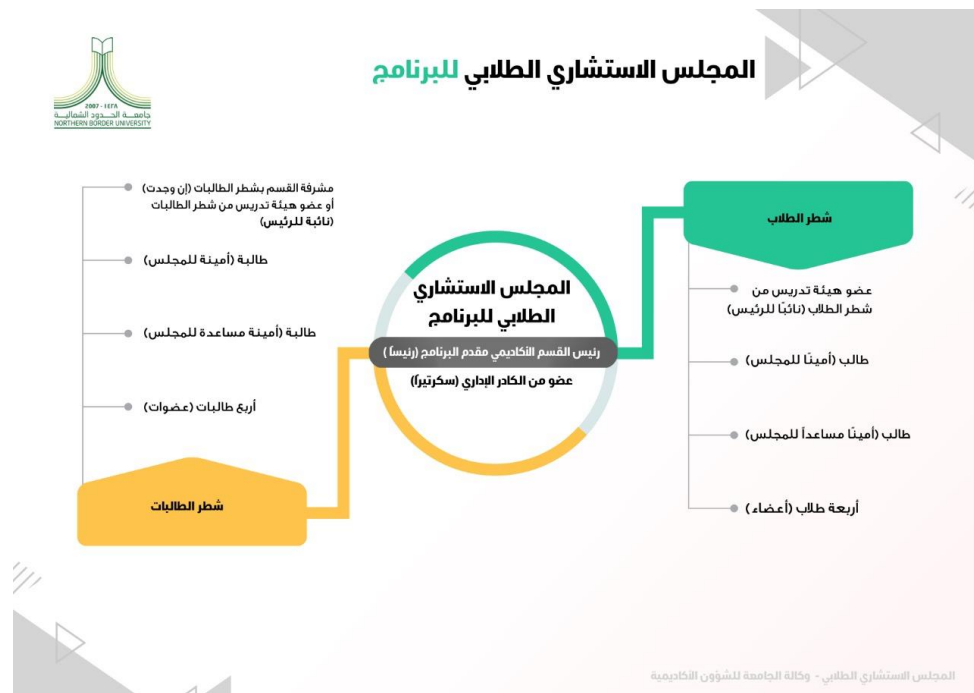 المجلس الاستشاري الطلابي للبرنامج
2007 - ١٤٢٨
جامعـــة الحـــدود الشماليـــة
NORTHERN BORDER UNIVERSITY
شطر الطلاب
عضو هيئة تدريس من
شطر الطلاب (نائبًا للرئيس)
طالب (أمينًا للمجلس)
طالب (أمينًا مساعداً للمجلس)
أربعة طلاب (أعضاء)
المجلس الاستشاري
الطلابي للبرنامج
رئيس القسم الأكاديمي مقدم البرنامج (رئيساً )
عضو من الكادر الإداري (سكرتيراً)
مشرفة القسم بشطر الطالبات (إن وجدت)
أو عضو هيئة تدريس من شطر الطالبات
(نائبة للرئيس)
طالبة (أمينة للمجلس)
طالبة (أمينة مساعدة للمجلس)
أربع طالبات (عضوات)
شطر الطالبات
المجلس الاستشاري الطلابي - وكالة الجامعة للشؤون الأكاديمية